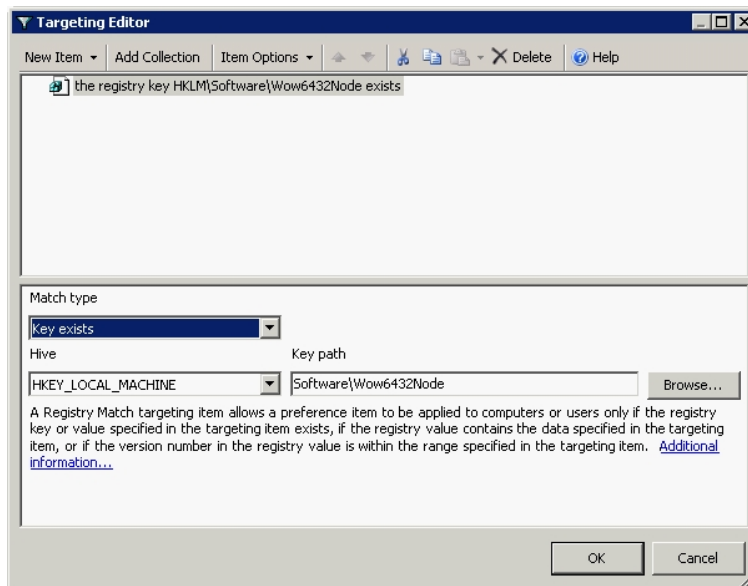 Targeting Editor
New Item Add Collection Item Options Delete Help
the registry key HKLM\Software\Wow6432Node exists
Match type
Key exists
Hive Key path
HKEY_LOCAL_MACHINE Software\Wow6432Node Browse...
A Registry Match targeting item allows a preference item to be applied to computers or users only if the registry
key or value specified in the targeting item exists, if the registry value contains the data specified in the targeting
item, or if the version number in the registry value is within the range specified in the targeting item. Additional
information...
OK Cancel